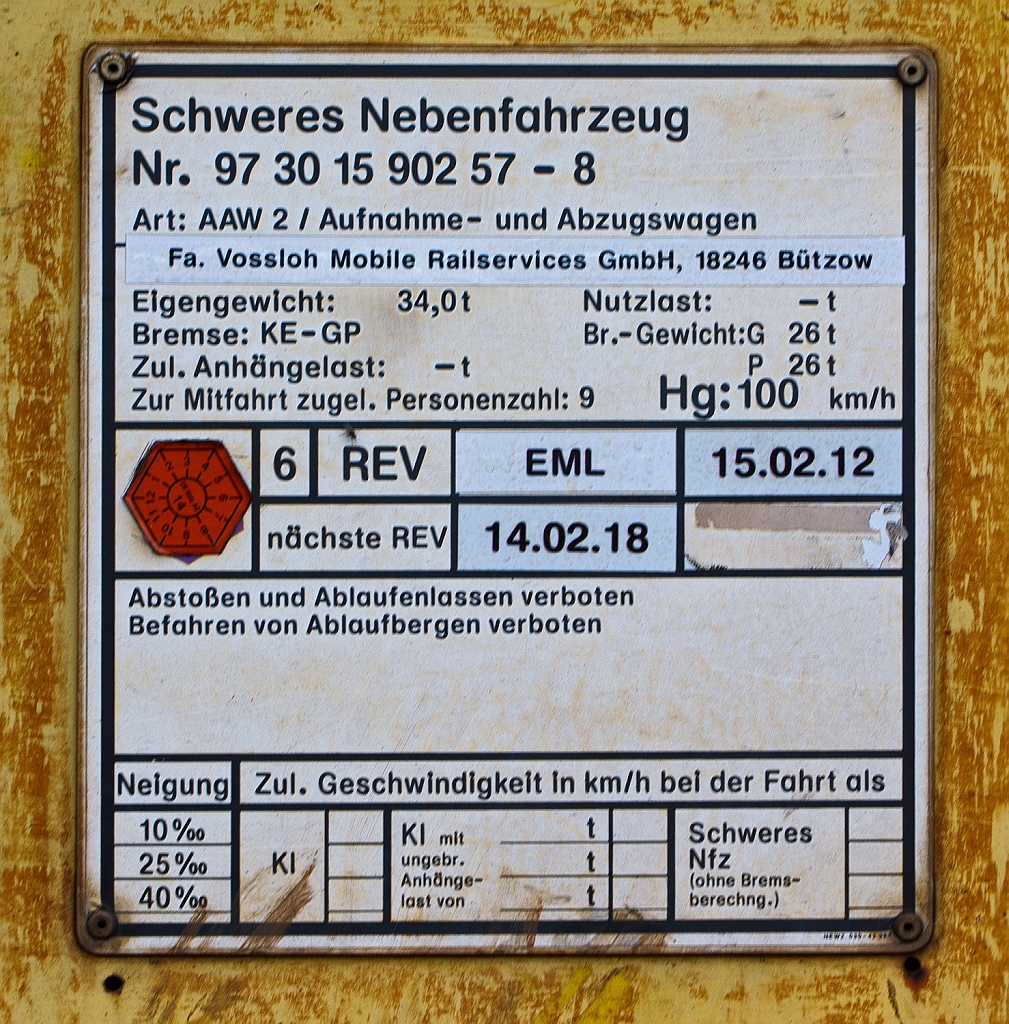 Schweres Nebenfahrzeug
Nr. 97 30 15 902 57 - 8
Art: AAW 2 / Aufnahme- und Abzugswagen
Fa. Vossloh Mobile Railservices GmbH, 18246 Bützow
Eigengewicht: 34,0 t Nutzlast: - t
Bremse: KE-GP Br.-Gewicht: G 26 t
Zul. Anhängelast: - t P 26 t
Zur Mitfahrt zugel. Personenzahl: 9 Hg: 100 km/h
6 REV EML 15.02.12
nächste REV 14.02.18
Abstoßen und Ablaufenlassen verboten
Befahren von Ablaufbergen verboten
Neigung Zul. Geschwindigkeit in km/h bei der Fahrt als
10 ‰ Kl Kl mit t Schweres
25 ‰ ungebr. t Nfz
40 ‰ Anhänge- t (ohne Brems-
last von berechng.)